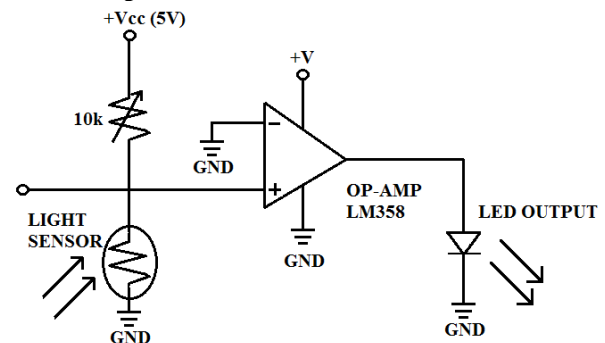 +Vcc (5V)
+V
10k
-
GND
+
OP-AMP
LM358
LIGHT
SENSOR
LED OUTPUT
GND
GND
GND